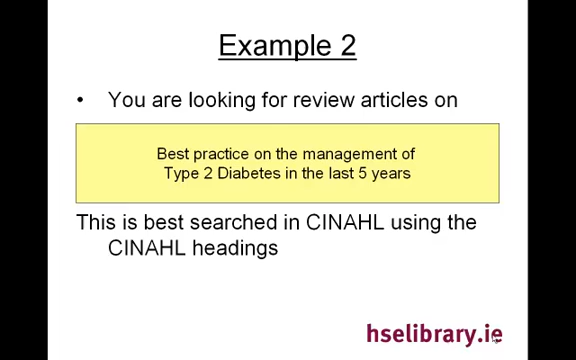 Example 2
• You are looking for review articles on
Best practice on the management of
Type 2 Diabetes in the last 5 years
This is best searched in CINAHL using the
CINAHL headings
hselibrary.ie